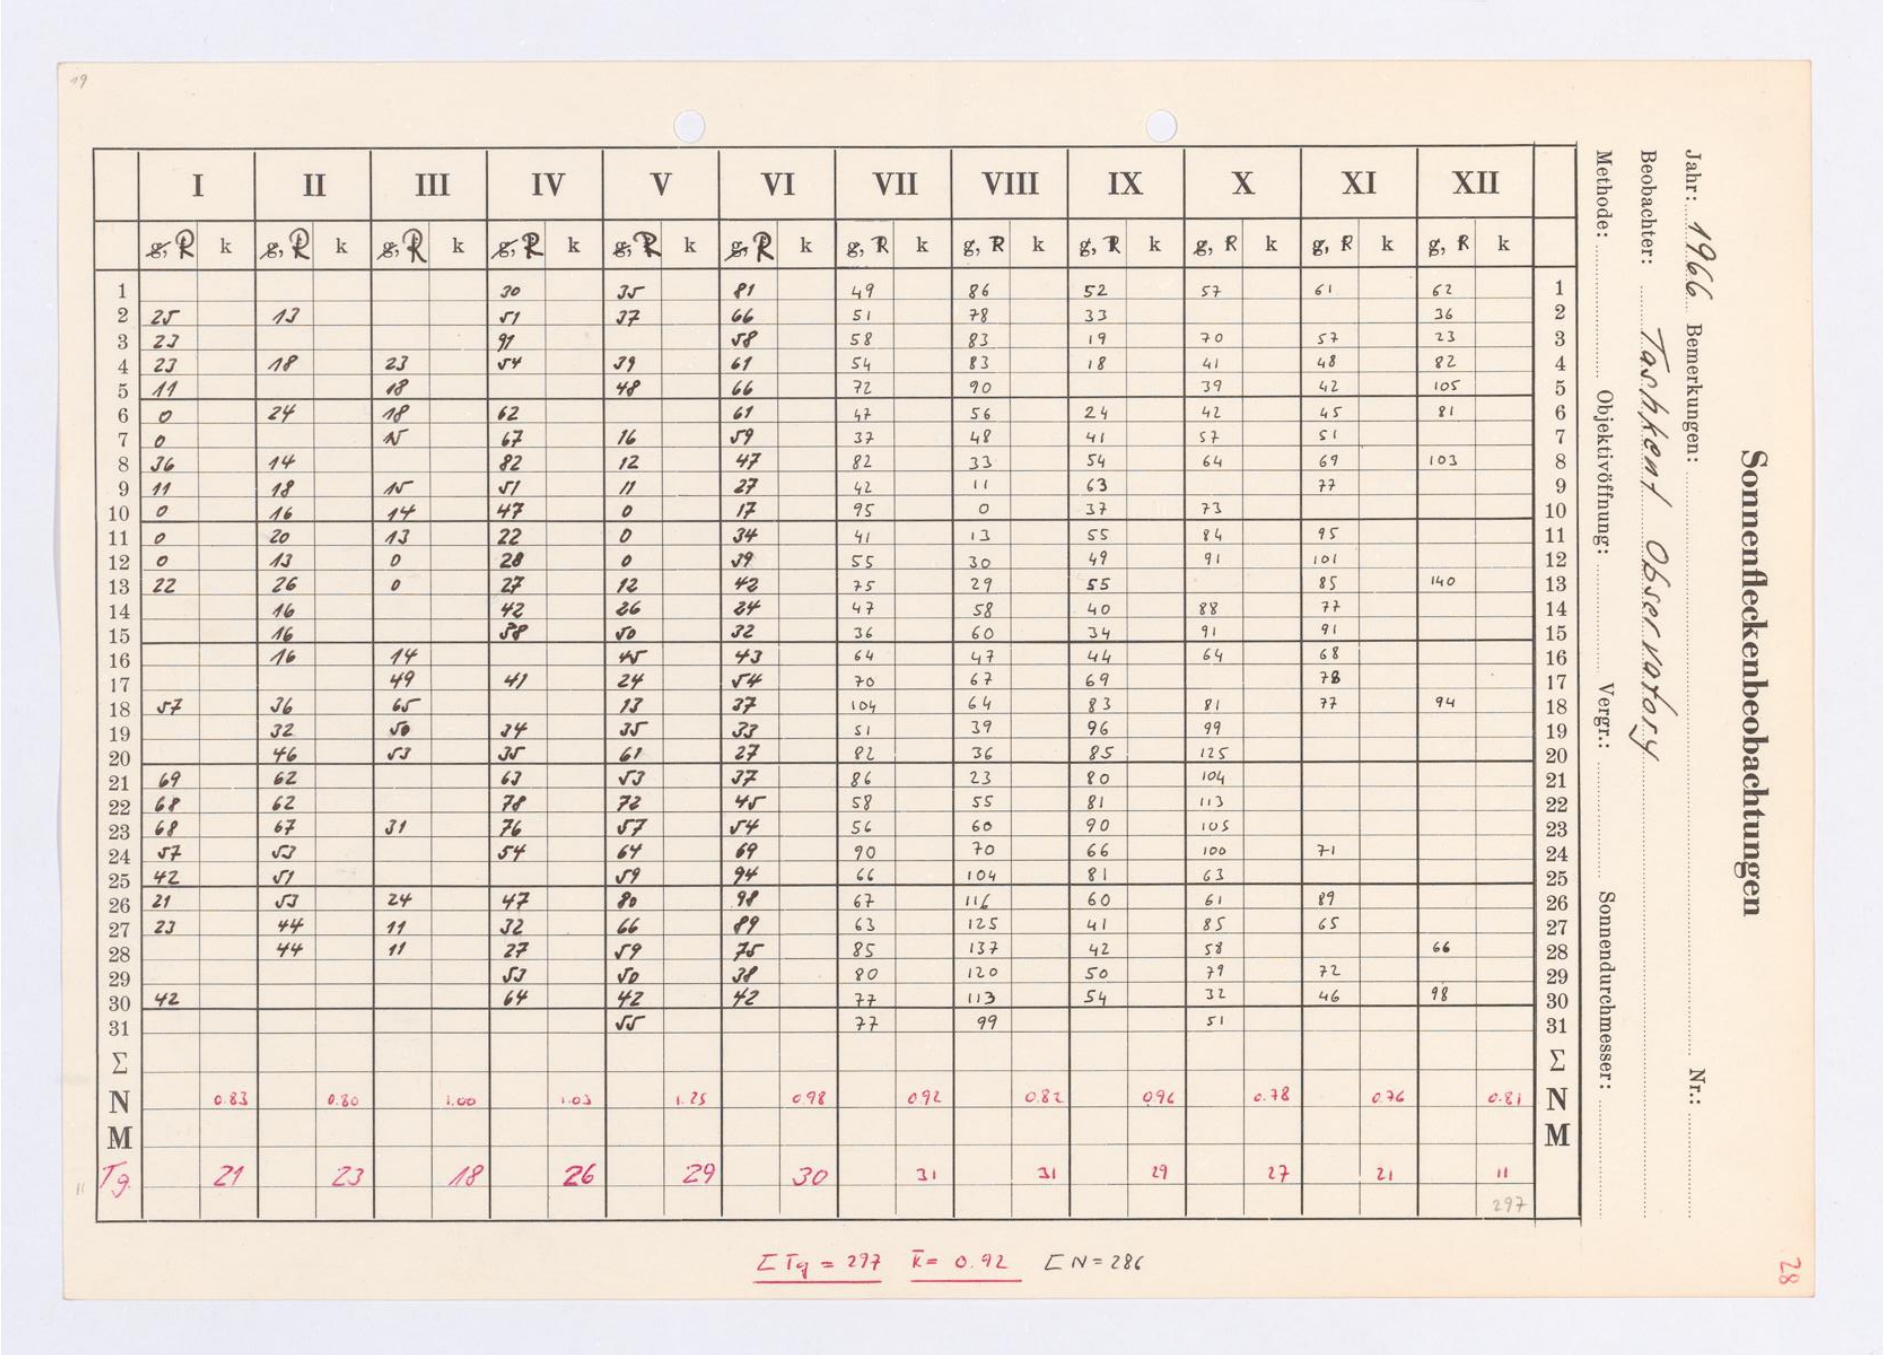 19
I II III IV V VI VII VIII IX X XI XII
g, R k g, R k g, R k g, R k g, R k g, R k g, R k g, R k g, R k g, R k g, R k g, R k
1 30 35 81 49 86 52 57 61 62 1
2 25 13 51 37 66 51 78 33 36 2
3 23 91 58 58 83 19 70 57 23 3
4 23 18 23 54 39 61 54 83 18 41 48 82 4
5 11 18 48 66 72 90 39 42 105 5
6 0 24 18 62 61 47 56 24 42 45 81 6
7 0 15 67 16 59 37 48 41 57 51 7
8 36 14 82 12 47 82 33 54 64 69 103 8
9 11 18 15 51 11 27 42 11 63 77 9
10 0 16 14 47 0 17 95 0 37 73 10
11 0 20 13 22 0 34 41 13 55 84 95 11
12 0 13 0 28 0 39 55 30 49 91 101 12
13 22 26 0 27 12 42 75 29 55 85 140 13
14 16 42 26 24 47 58 40 88 77 14
15 16 58 50 32 36 60 34 91 91 15
16 16 14 45 43 64 47 44 64 68 16
17 49 41 24 54 70 67 69 78 17
18 57 36 65 13 37 104 64 83 81 77 94 18
19 32 50 34 35 33 51 39 96 99 19
20 46 53 35 61 27 82 36 85 125 20
21 69 62 63 53 37 86 23 80 104 21
22 68 62 78 72 45 58 55 81 113 22
23 68 67 31 76 57 54 56 60 90 105 23
24 57 53 54 64 69 90 70 66 100 71 24
25 42 51 59 94 66 104 81 63 25
26 21 53 24 47 80 98 67 116 60 61 89 26
27 23 44 11 32 66 89 63 125 41 85 65 27
28 44 11 27 59 75 85 137 42 58 66 28
29 53 50 38 80 120 50 79 72 29
30 42 64 42 42 77 113 54 32 46 98 30
31 55 77 99 51 31
Σ Σ
N 0.83 0.80 1.00 1.03 1.25 0.98 0.92 0.82 0.96 0.78 0.76 0.81 N
M M
Tg. 21 23 18 26 29 30 31 31 29 27 21 11
11
297
Σ Tg = 297 k̄ = 0.92 Σ N = 286
Sonnenfleckenbeobachtungen
Jahr: 1966 Bemerkungen: Nr.:
Beobachter: Tashkent Observatory
Methode: Objektivöffnung: Vergr.: Sonnendurchmesser:
28